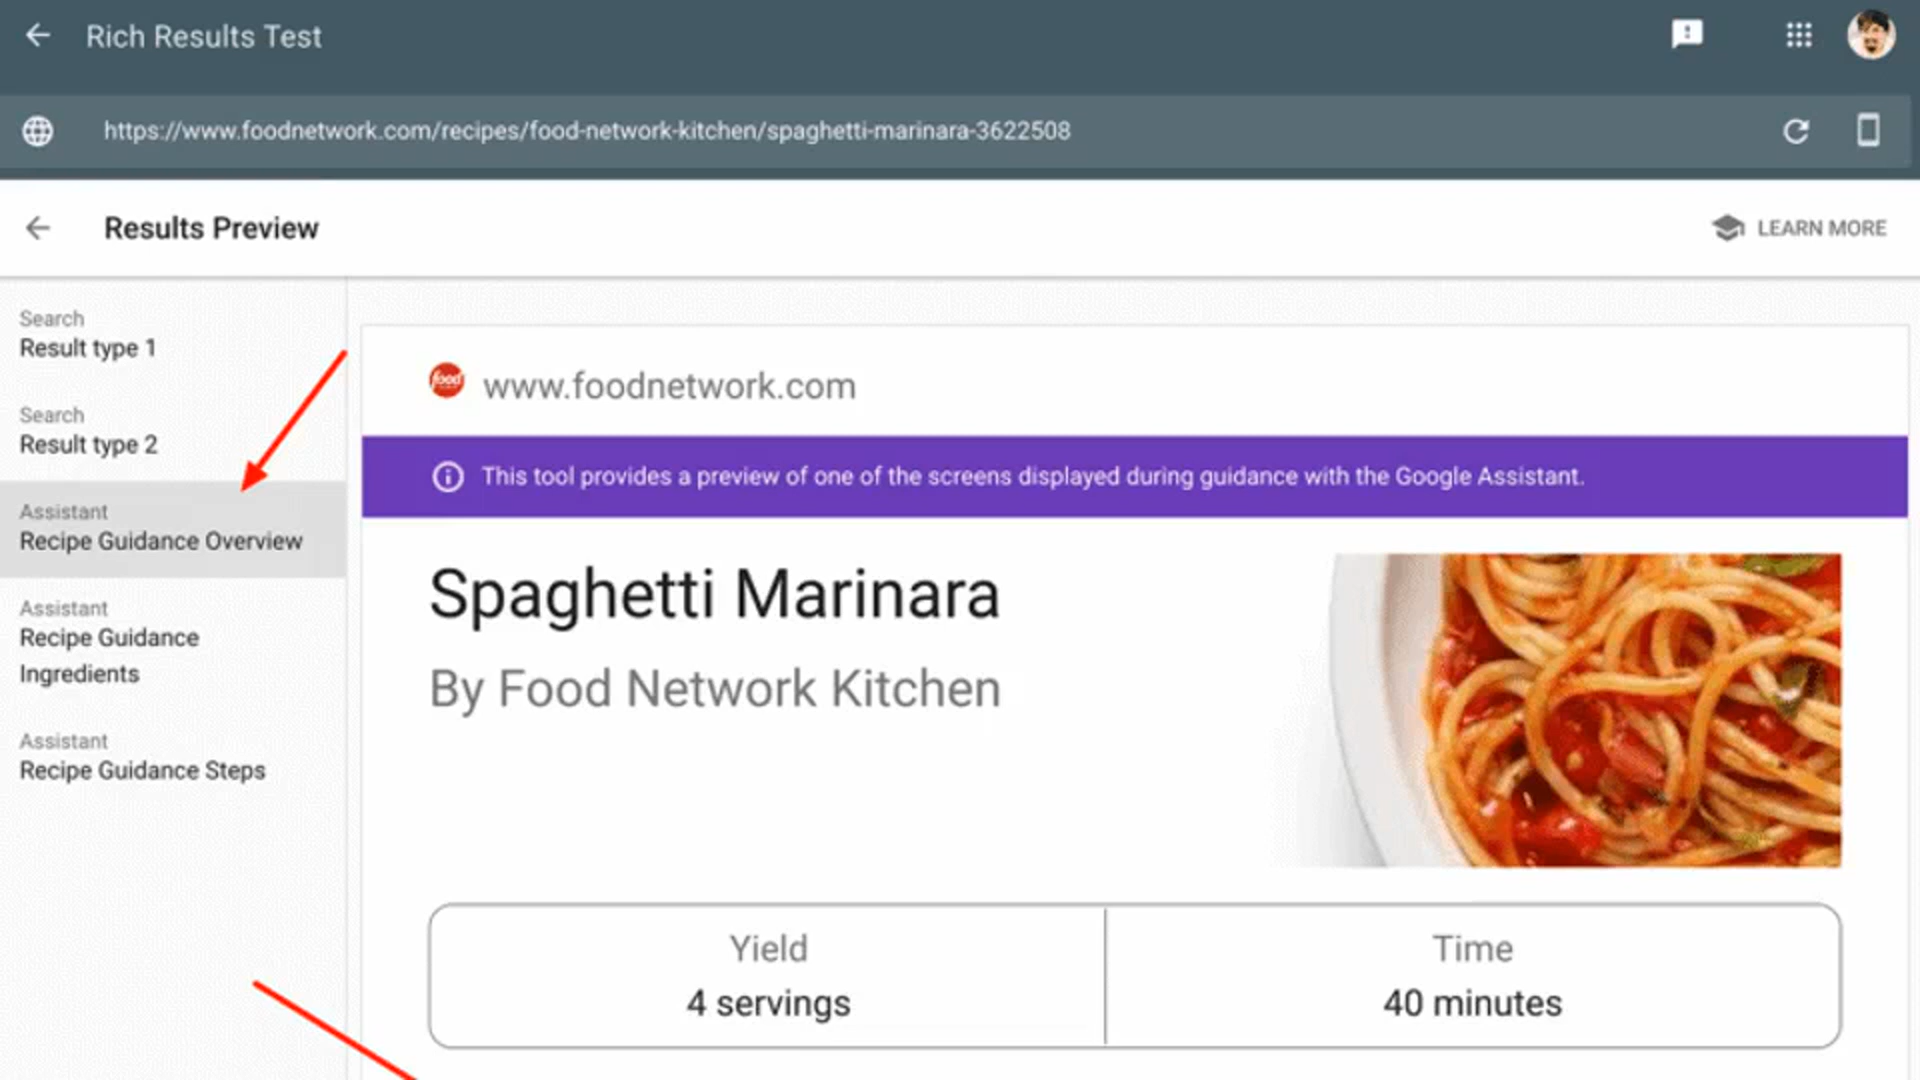 Rich Results Test
https://www.foodnetwork.com/recipes/food-network-kitchen/spaghetti-marinara-3622508
Results Preview
LEARN MORE
Search
Result type 1
Search
Result type 2
Assistant
Recipe Guidance Overview
Assistant
Recipe Guidance
Ingredients
Assistant
Recipe Guidance Steps
food
www.foodnetwork.com
This tool provides a preview of one of the screens displayed during guidance with the Google Assistant.
Spaghetti Marinara
By Food Network Kitchen
Yield
4 servings
Time
40 minutes